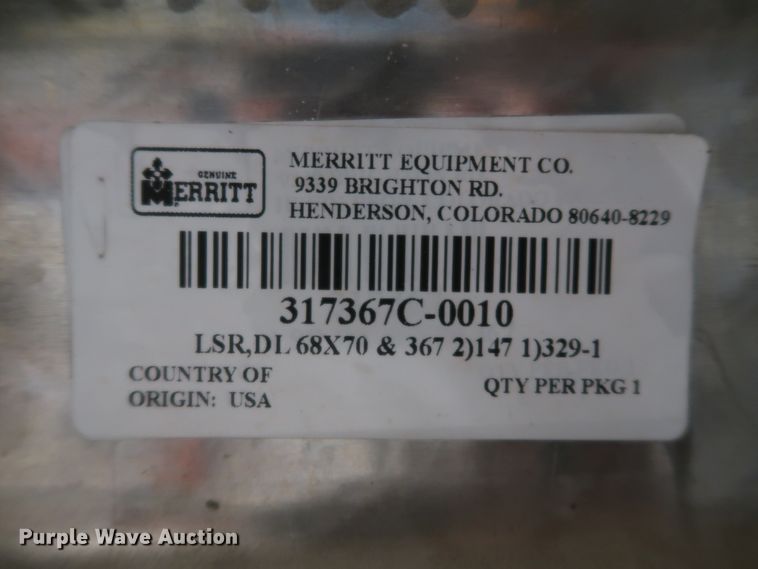 GENUINE
MERRITT
MERRITT EQUIPMENT CO.
9339 BRIGHTON RD.
HENDERSON, COLORADO 80640-8229
317367C-0010
LSR,DL 68X70 & 367 2)147 1)329-1
COUNTRY OF
ORIGIN: USA
QTY PER PKG 1
Purple Wave Auction